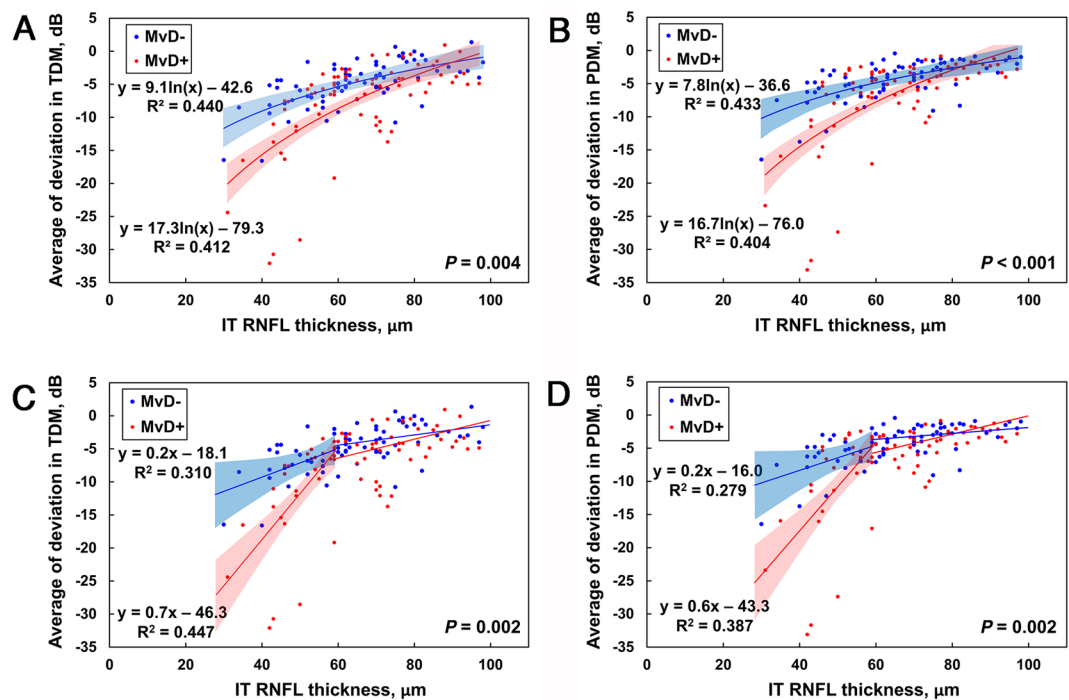 A
Average of deviation in TDM, dB
5
0
-5
-10
-15
-20
-25
-30
-35
MvD-
MvD+
y = 9.1ln(x) – 42.6
R² = 0.440
y = 17.3ln(x) – 79.3
R² = 0.412
P = 0.004
0 20 40 60 80 100
IT RNFL thickness, μm
B
Average of deviation in PDM, dB
5
0
-5
-10
-15
-20
-25
-30
-35
MvD-
MvD+
y = 7.8ln(x) – 36.6
R² = 0.433
y = 16.7ln(x) – 76.0
R² = 0.404
P < 0.001
0 20 40 60 80 100
IT RNFL thickness, μm
C
Average of deviation in TDM, dB
5
0
-5
-10
-15
-20
-25
-30
-35
MvD-
MvD+
y = 0.2x – 18.1
R² = 0.310
y = 0.7x – 46.3
R² = 0.447
P = 0.002
0 20 40 60 80 100
IT RNFL thickness, μm
D
Average of deviation in PDM, dB
5
0
-5
-10
-15
-20
-25
-30
-35
MvD-
MvD+
y = 0.2x – 16.0
R² = 0.279
y = 0.6x – 43.3
R² = 0.387
P = 0.002
0 20 40 60 80 100
IT RNFL thickness, μm